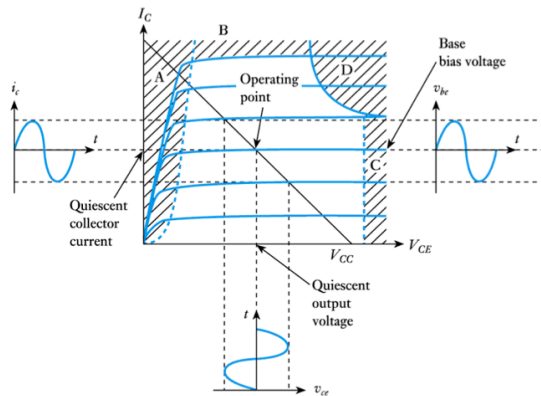 I_C
B
A
D
Operating
point
Base
bias voltage
i_c
t
v_be
t
C
Quiescent
collector
current
V_CC
V_CE
Quiescent
output
voltage
t
v_ce